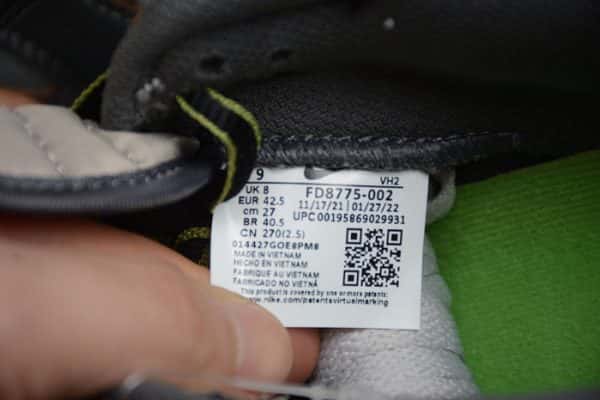 9
VH2
UK 8
FD8775-002
EUR 42.5
11/17/21 | 01/27/22
cm 27
UPC 00195869029931
BR 40.5
CN 270(2.5)
014427GOE8PM8
MADE IN VIETNAM
HECHO EN VIETNAM
FABRIQUE AU VIETNAM
FABRICADO NO VIETNÃ
This product is covered by one or more patents:
www.nike.com/patentsvirtualmarking